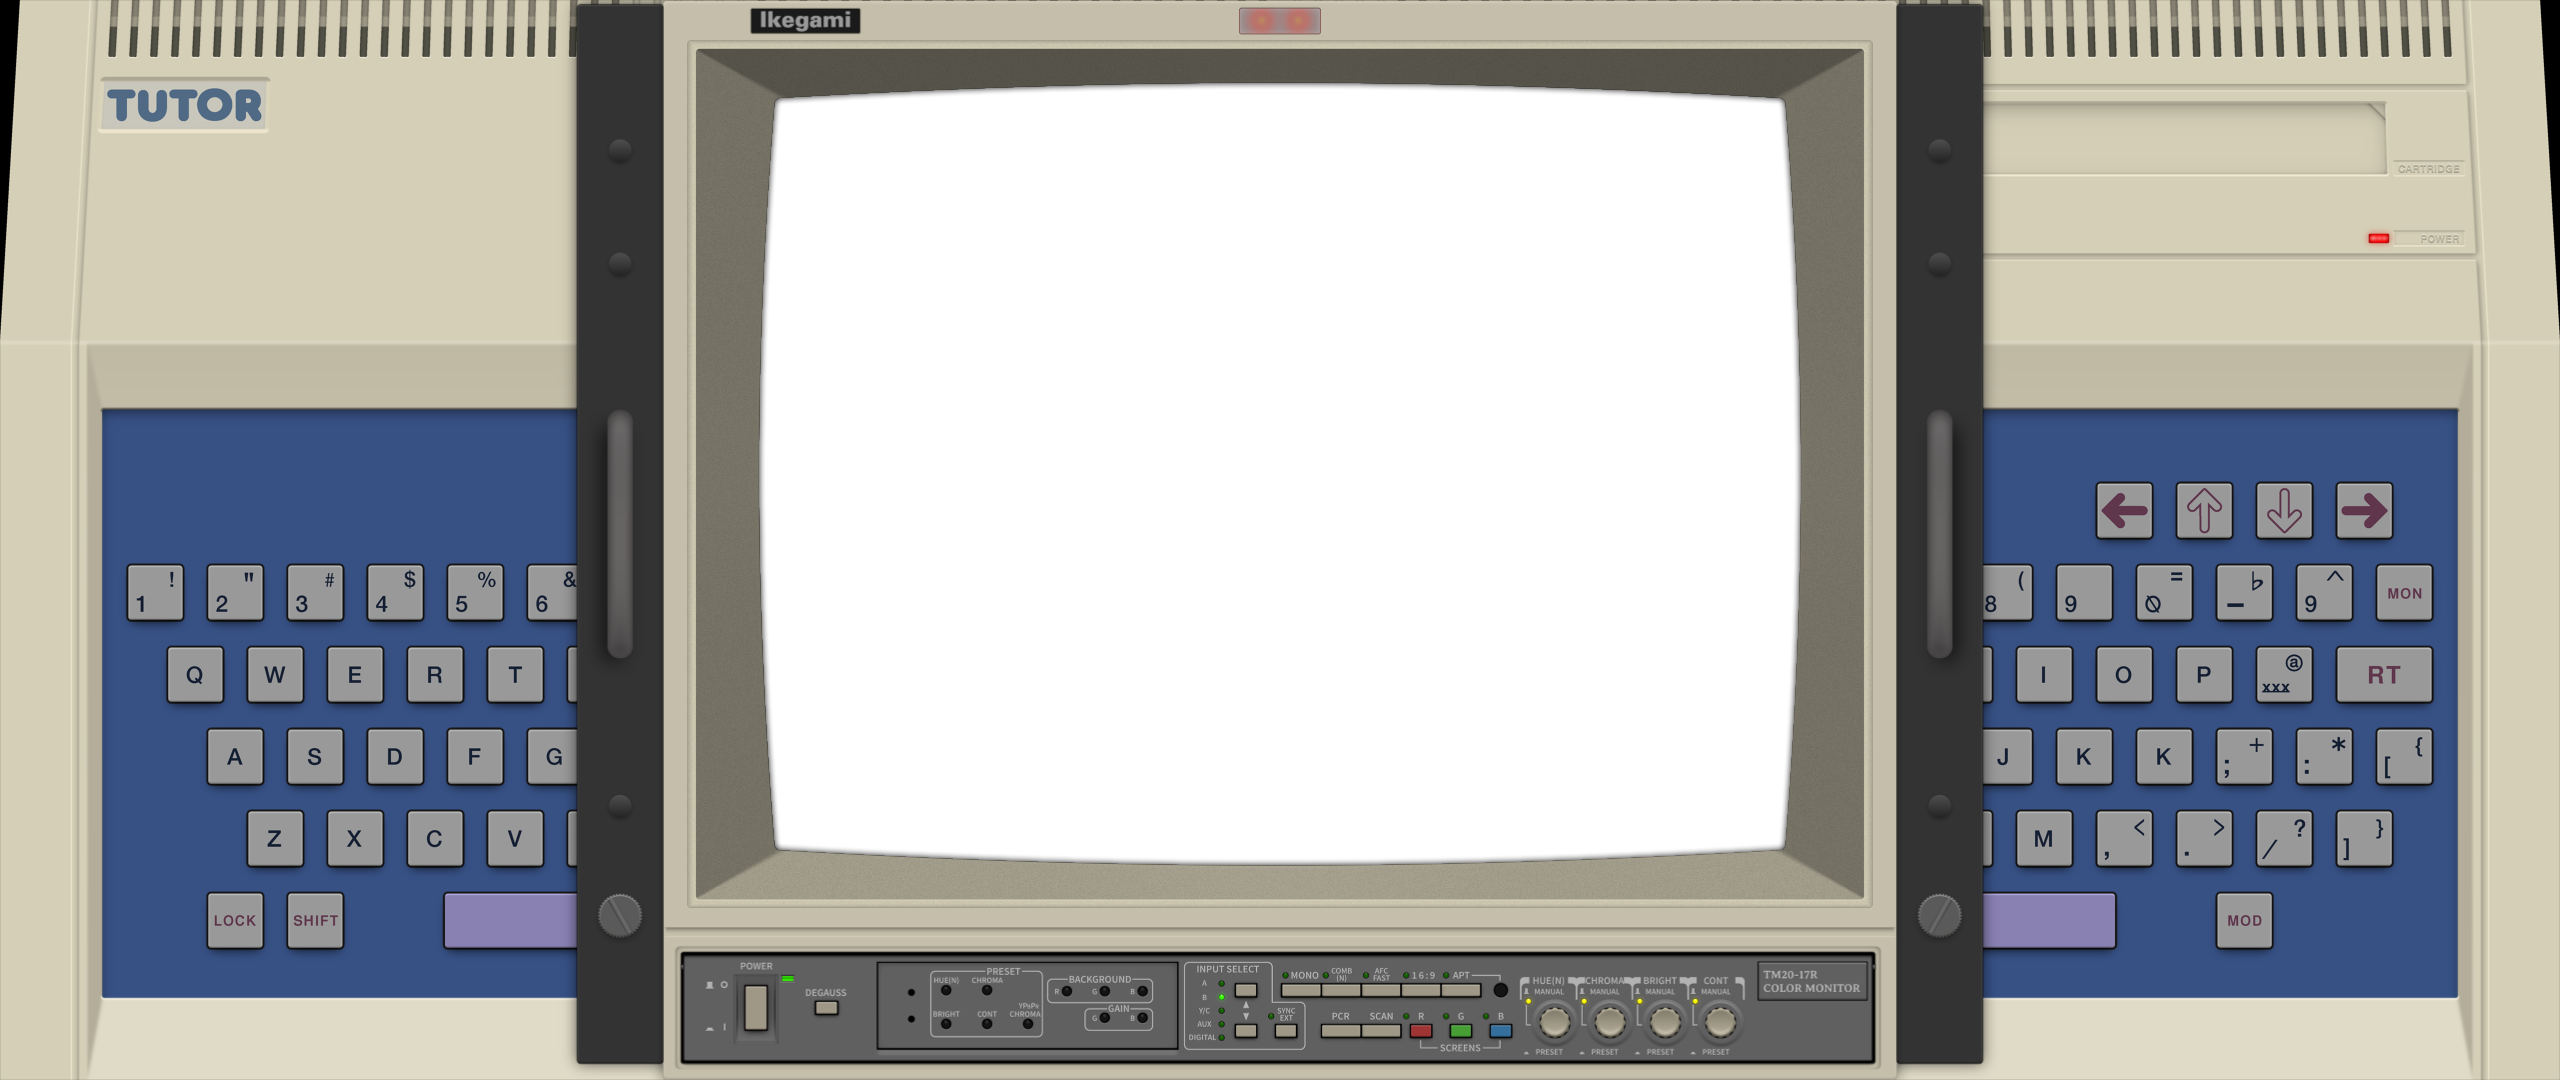 Ikegami
TUTOR
CARTRIDGE
POWER
! 1
" 2
# 3
$ 4
% 5
& 6
( 8
9
= 0
♭ –
^ 9
MON
Q W E R T
I O P
@ xxx
RT
A S D F G
J K K
+ ;
* :
{ [
Z X C V
M
< ,
> .
? /
} ]
LOCK SHIFT
MOD
POWER
DEGAUSS
PRESET
HUE(N) CHROMA
BRIGHT CONT YPbPr CHROMA
BACKGROUND
R G B
GAIN
G B
INPUT SELECT
A
B
Y/C
AUX
DIGITAL
SYNC EXT
MONO COMB (N) AFC FAST 16:9 APT
PCR SCAN R G B
SCREENS
HUE(N) CHROMA BRIGHT CONT
MANUAL MANUAL MANUAL MANUAL
PRESET PRESET PRESET PRESET
TM20-17R
COLOR MONITOR